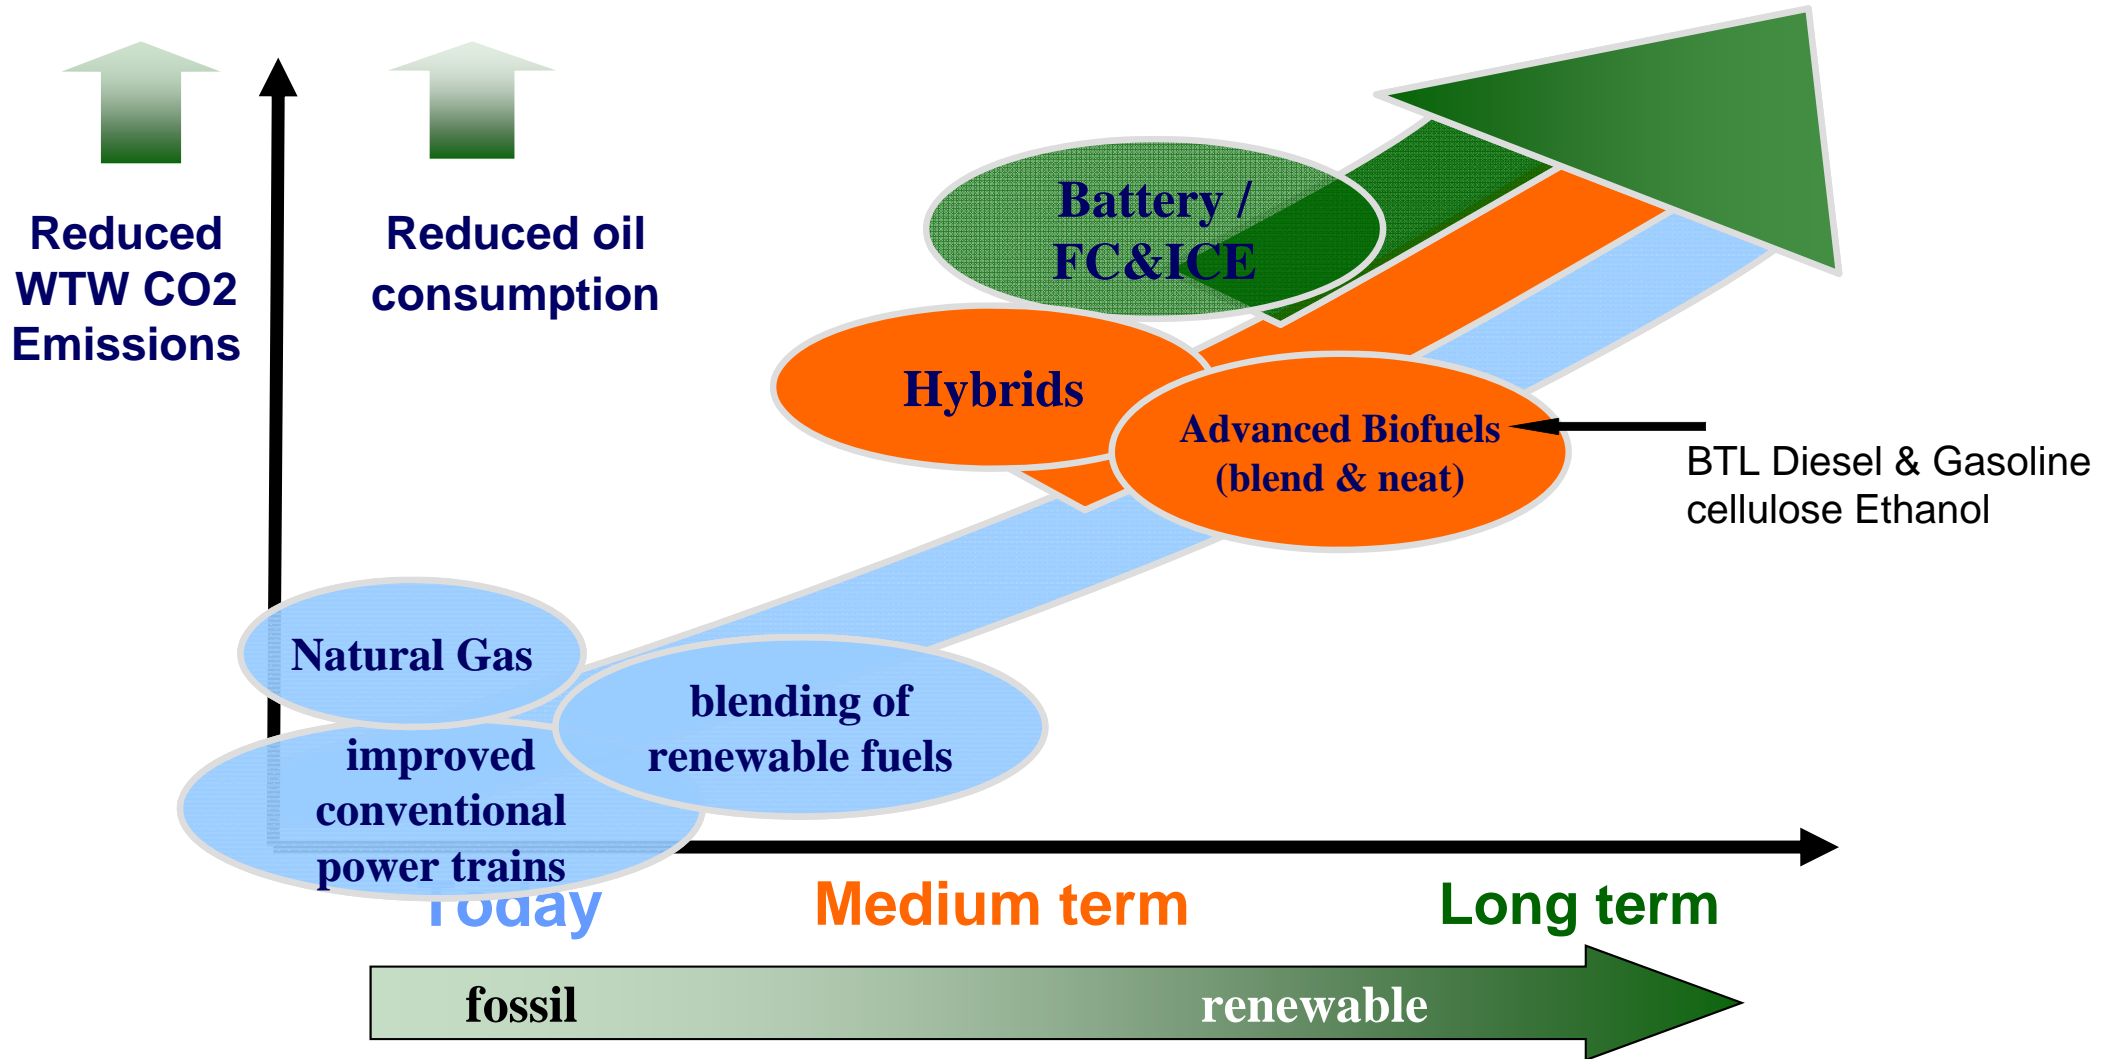 Reduced
WTW CO2
Emissions
Reduced oil
consumption
Battery /
FC&ICE
Hybrids
Advanced Biofuels
(blend & neat)
BTL Diesel & Gasoline
cellulose Ethanol
Natural Gas
blending of
renewable fuels
improved
conventional
power trains
Today
Medium term
Long term
fossil
renewable